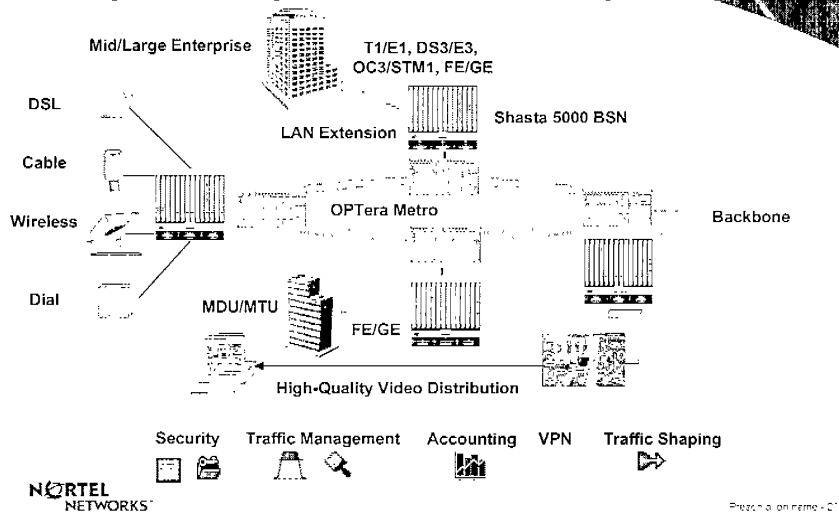 Mid/Large Enterprise
T1/E1, DS3/E3,
OC3/STM1, FE/GE
DSL
Shasta 5000 BSN
LAN Extension
Cable
OPTera Metro
Wireless
Backbone
Dial
MDU/MTU
FE/GE
High-Quality Video Distribution
Security
Traffic Management
Accounting
VPN
Traffic Shaping
NORTEL
NETWORKS